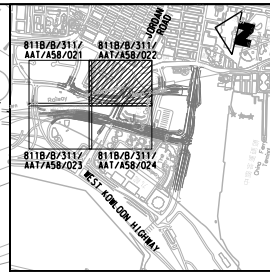 JORDAN
ROAD
811B/B/311/
AAT/A58/021
811B/B/311/
AAT/A58/022
N
811B/B/311/
AAT/A58/023
811B/B/311/
AAT/A58/024
WEST KOWLOON HIGHWAY